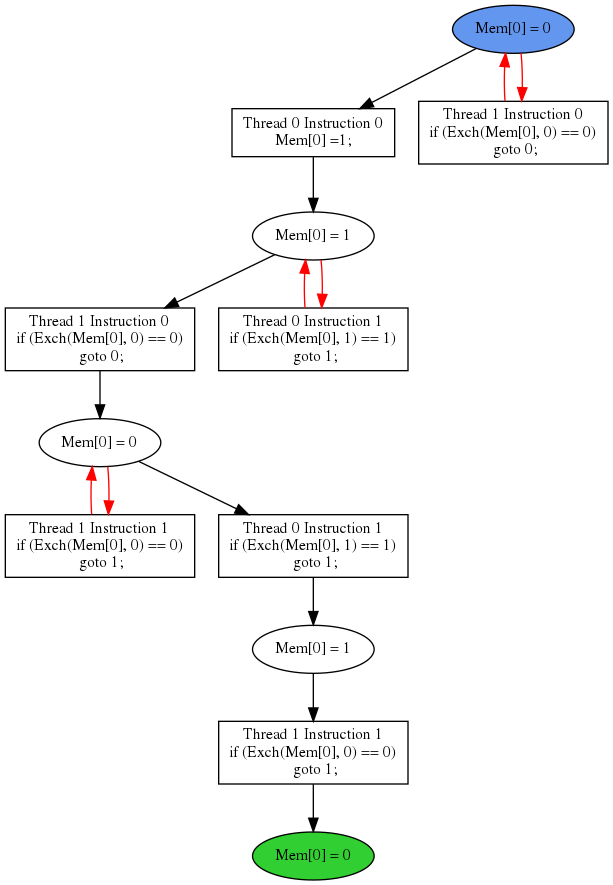 Mem[0] = 0
Thread 0 Instruction 0
Mem[0] =1;
Thread 1 Instruction 0
if (Exch(Mem[0], 0) == 0)
goto 0;
Mem[0] = 1
Thread 1 Instruction 0
if (Exch(Mem[0], 0) == 0)
goto 0;
Thread 0 Instruction 1
if (Exch(Mem[0], 1) == 1)
goto 1;
Mem[0] = 0
Thread 1 Instruction 1
if (Exch(Mem[0], 0) == 0)
goto 1;
Thread 0 Instruction 1
if (Exch(Mem[0], 1) == 1)
goto 1;
Mem[0] = 1
Thread 1 Instruction 1
if (Exch(Mem[0], 0) == 0)
goto 1;
Mem[0] = 0